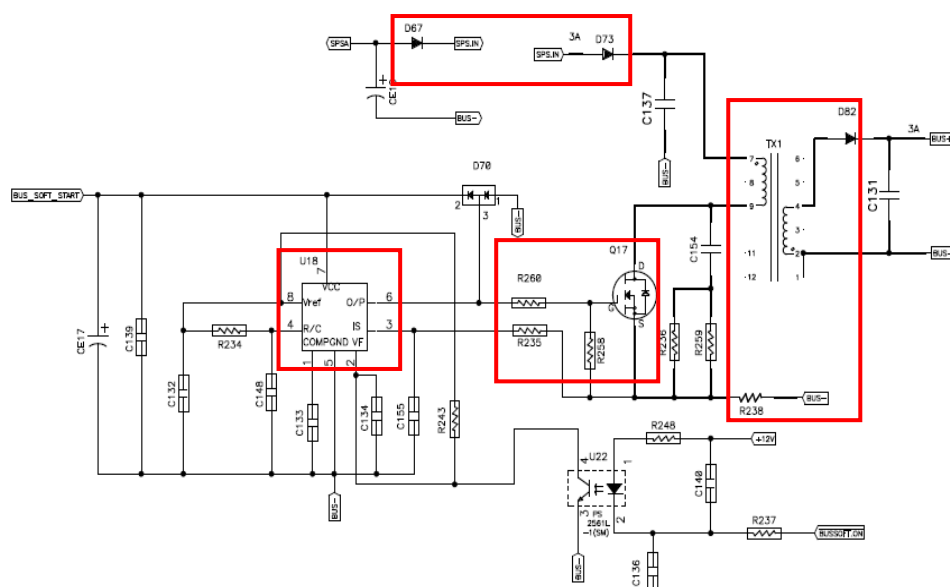 D67
3A
D73
SPSA
SPS.IN
SPS.IN
BUS-
C137
BUS-
D82
3A
BUS+
TX1
7
6
8
5
9
4
3
11
2
12
1
C131
BUS-
D70
2
1
3
BUS-
BUS_SOFT_START
C154
Q17
D
G
S
R260
R235
R258
R236
R259
R238
BUS-
U18
7
VCC
8
Vref
O/P
6
4
R/C
IS
3
COMP
GND
VF
1
5
2
R234
CE17
C139
C132
C148
C133
C134
C155
R243
BUS-
R248
+12V
U22
4
1
3
2
PS
2561L
-1(SM)
C140
R237
BUSSOFT.ON
BUS-
C136